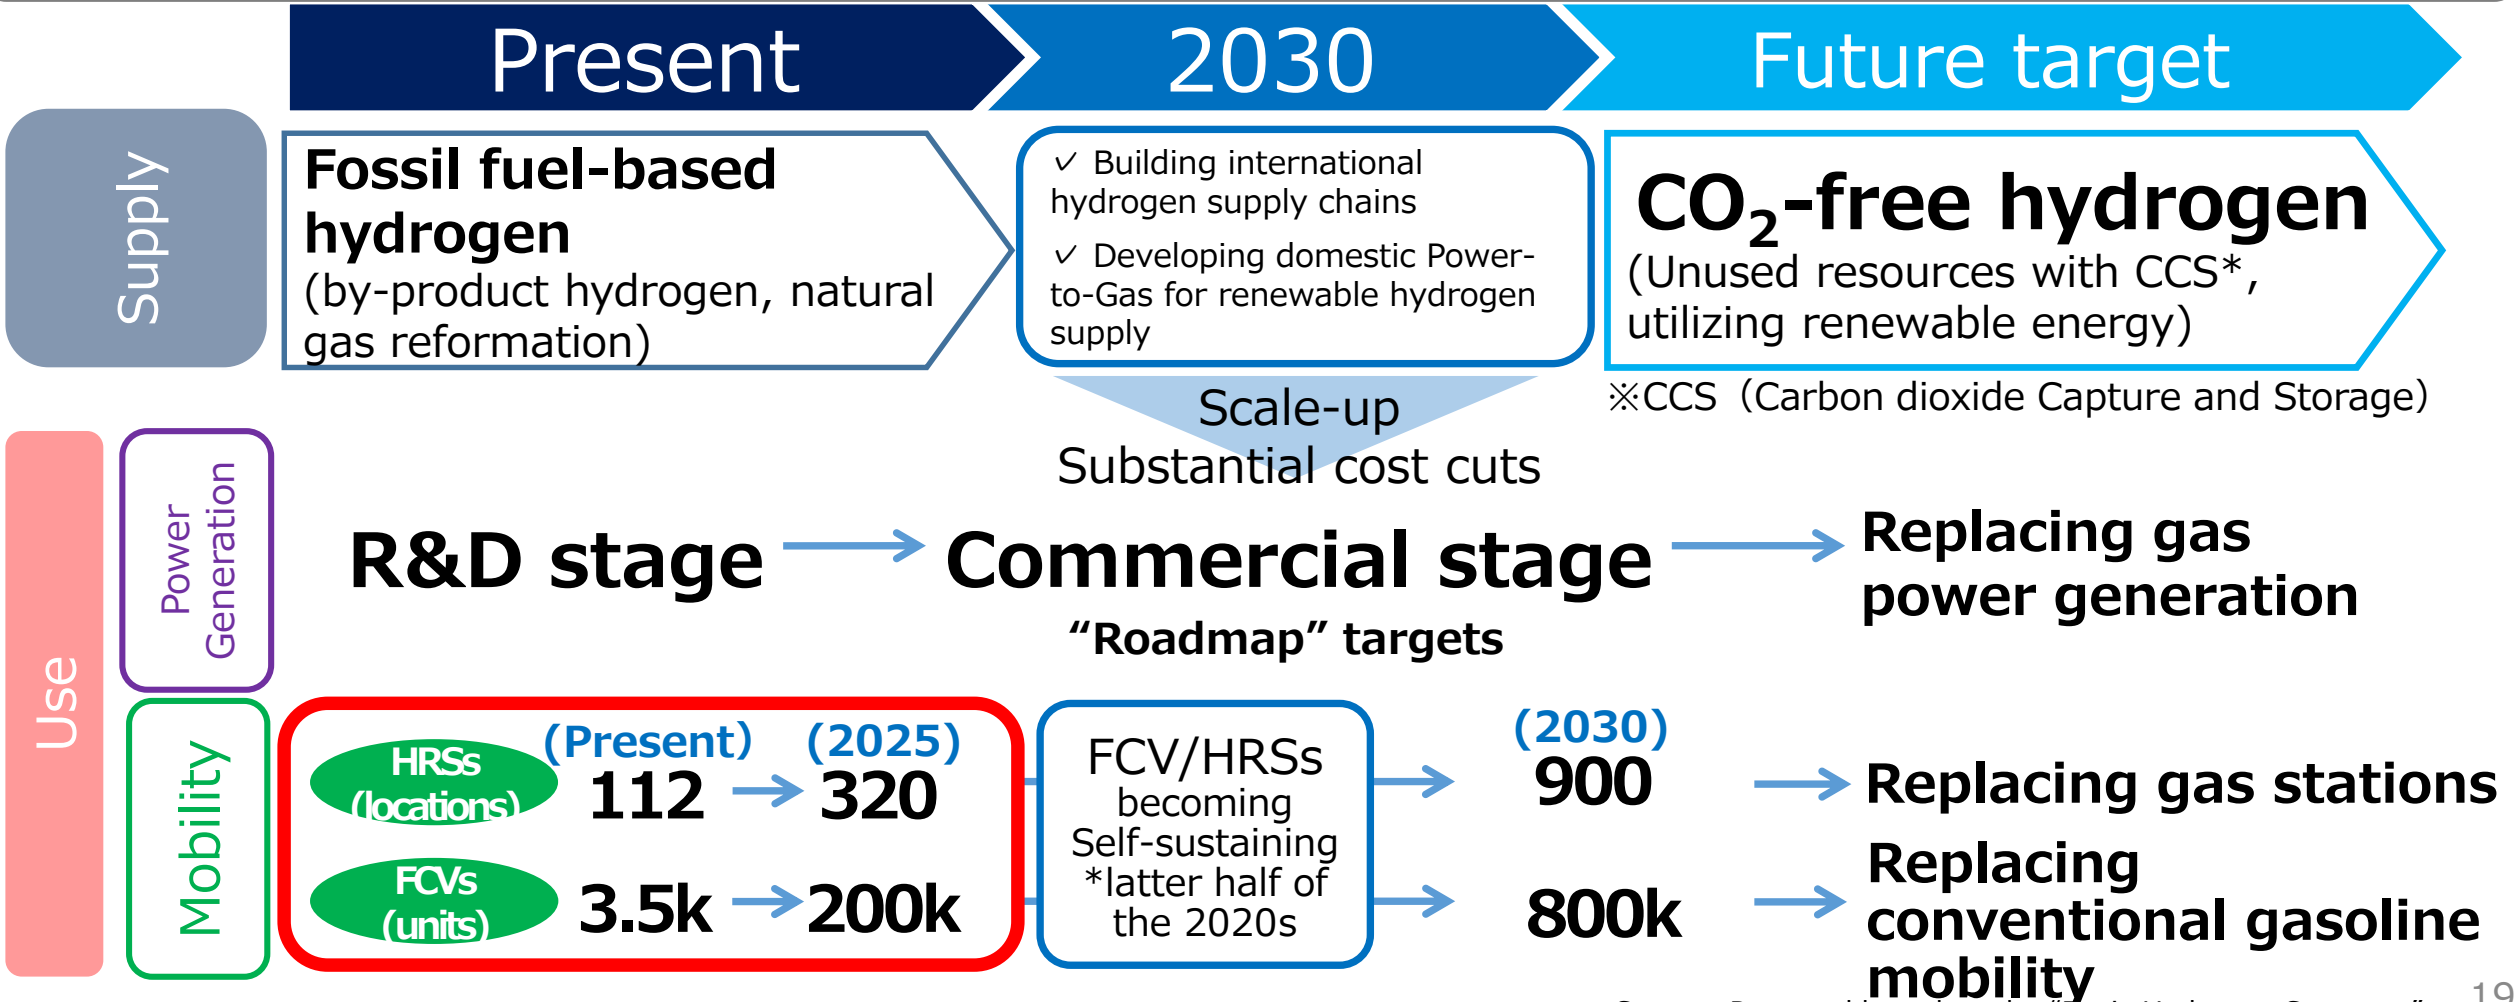 Present
2030
Future target
Supply
Fossil fuel-based
hydrogen
(by-product hydrogen, natural
gas reformation)
✓ Building international
hydrogen supply chains
✓ Developing domestic Power-
to-Gas for renewable hydrogen
supply
CO₂-free hydrogen
(Unused resources with CCS*,
utilizing renewable energy)
※CCS（Carbon dioxide Capture and Storage）
Scale-up
Substantial cost cuts
Use
Power
Generation
R&D stage
Commercial stage
Replacing gas
power generation
“Roadmap” targets
Mobility
HRSs
(locations)
(Present)
112
(2025)
320
FCVs
(units)
3.5k
200k
FCV/HRSs
becoming
Self-sustaining
*latter half of
the 2020s
(2030)
900
800k
Replacing gas stations
Replacing
conventional gasoline
mobility
19